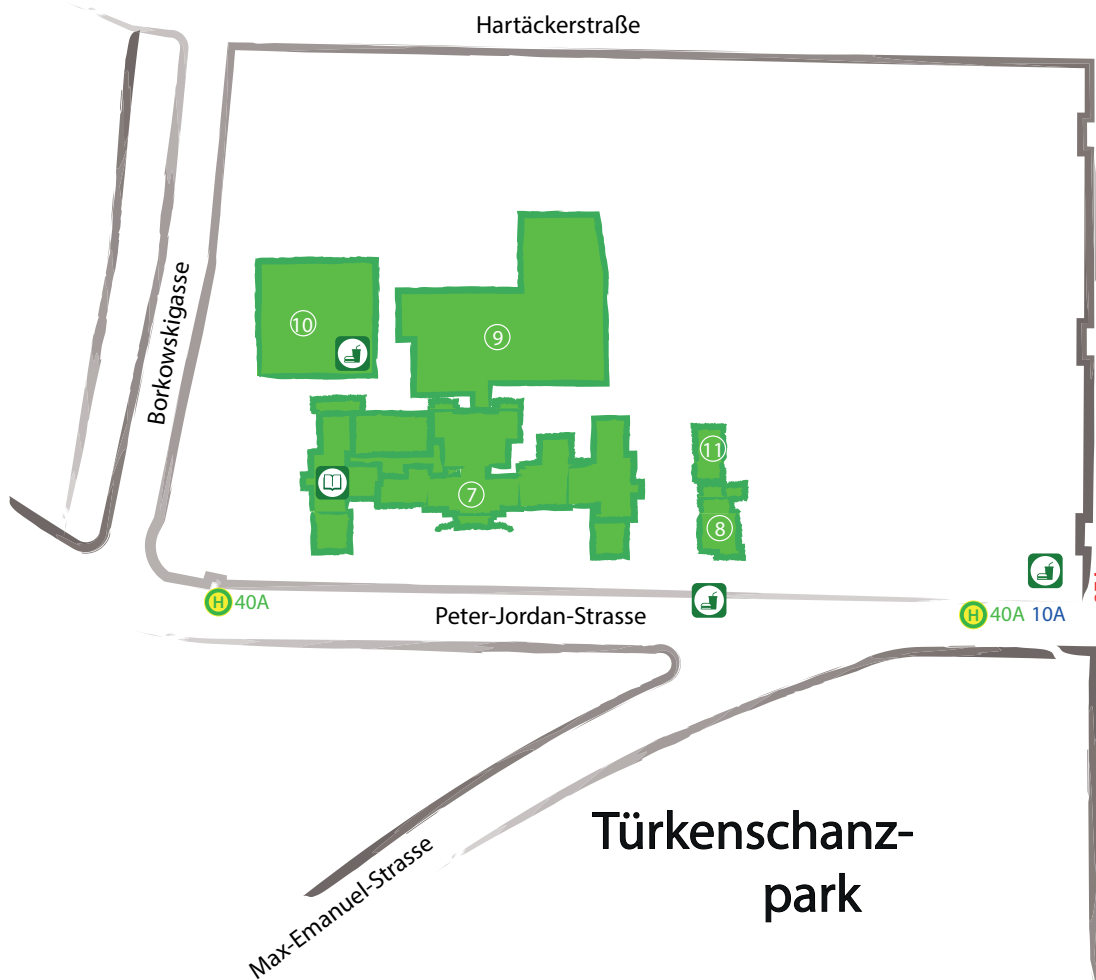 Hartäckerstraße
Borkowskigasse
10
9
11
7
8
H 40A
Peter-Jordan-Strasse
H 40A 10A
Türkenschanz-
park
Max-Emanuel-Strasse